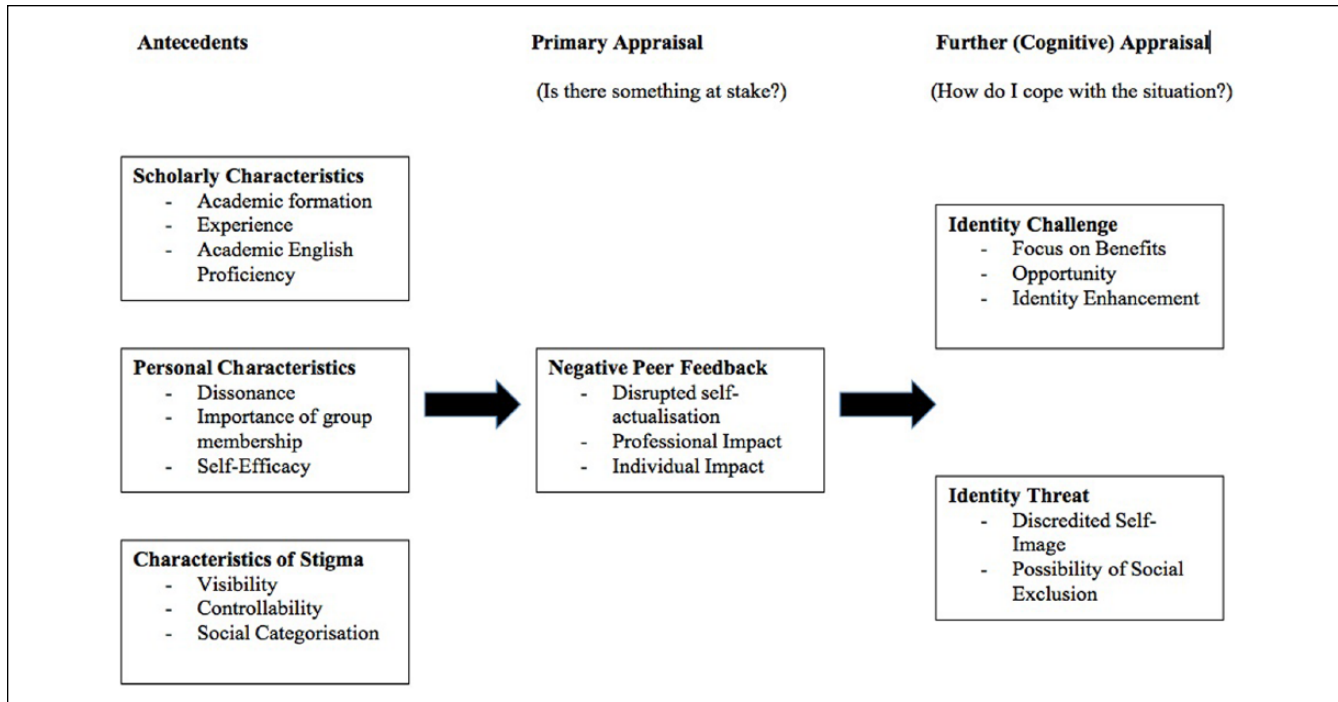 Antecedents
Primary Appraisal
Further (Cognitive) Appraisal
(Is there something at stake?)
(How do I cope with the situation?)
Scholarly Characteristics
- Academic formation
- Experience
- Academic English
Proficiency
Personal Characteristics
- Dissonance
- Importance of group
membership
- Self-Efficacy
Characteristics of Stigma
- Visibility
- Controllability
- Social Categorisation
Negative Peer Feedback
- Disrupted self-
actualisation
- Professional Impact
- Individual Impact
Identity Challenge
- Focus on Benefits
- Opportunity
- Identity Enhancement
Identity Threat
- Discredited Self-
Image
- Possibility of Social
Exclusion